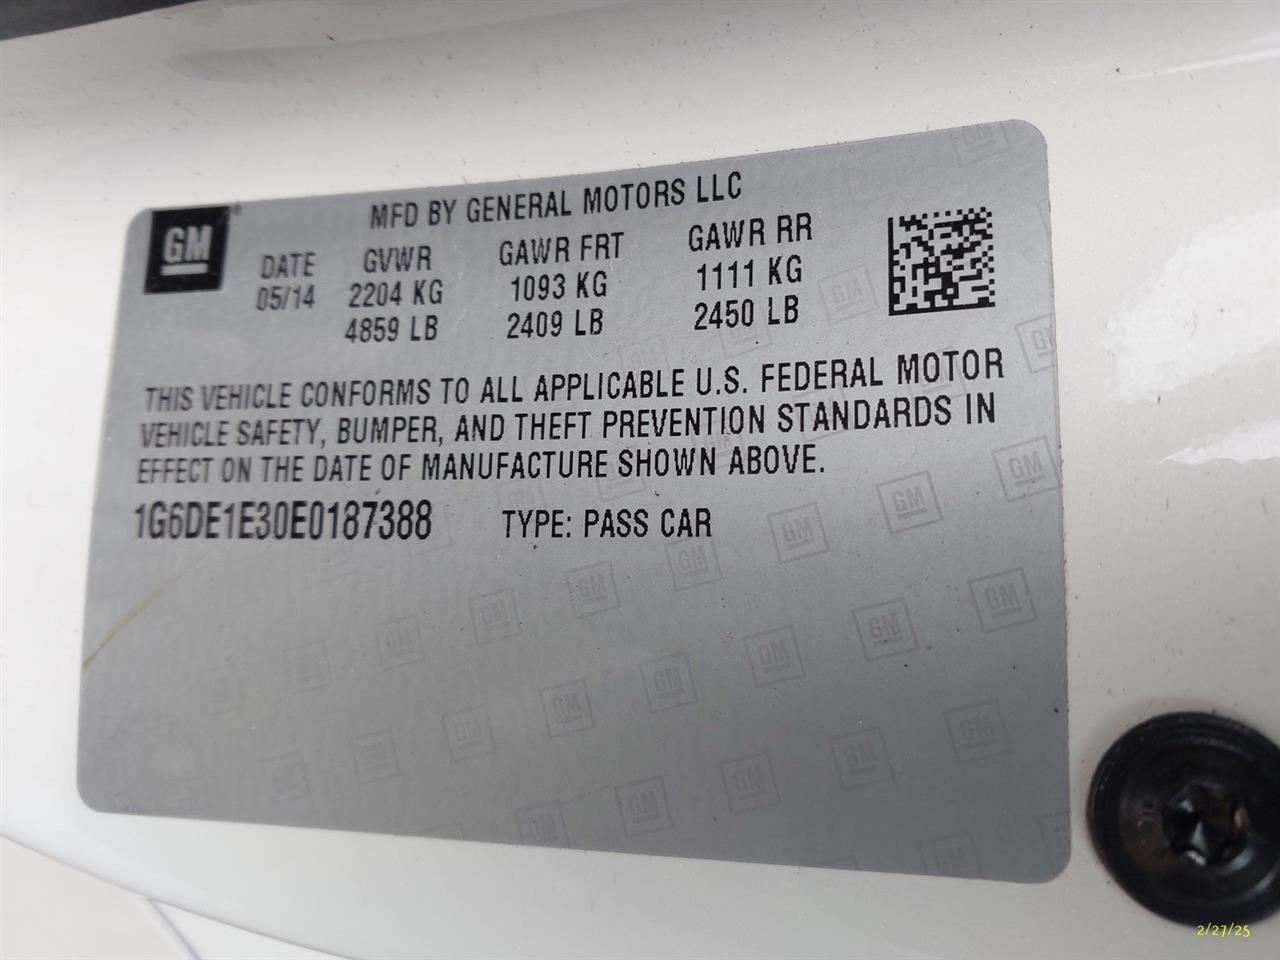 GM®
MFD BY GENERAL MOTORS LLC
DATE GVWR GAWR FRT GAWR RR
05/14 2204 KG 1093 KG 1111 KG
4859 LB 2409 LB 2450 LB
THIS VEHICLE CONFORMS TO ALL APPLICABLE U.S. FEDERAL MOTOR
VEHICLE SAFETY, BUMPER, AND THEFT PREVENTION STANDARDS IN
EFFECT ON THE DATE OF MANUFACTURE SHOWN ABOVE.
1G6DE1E30E0187388 TYPE: PASS CAR
2/27/25